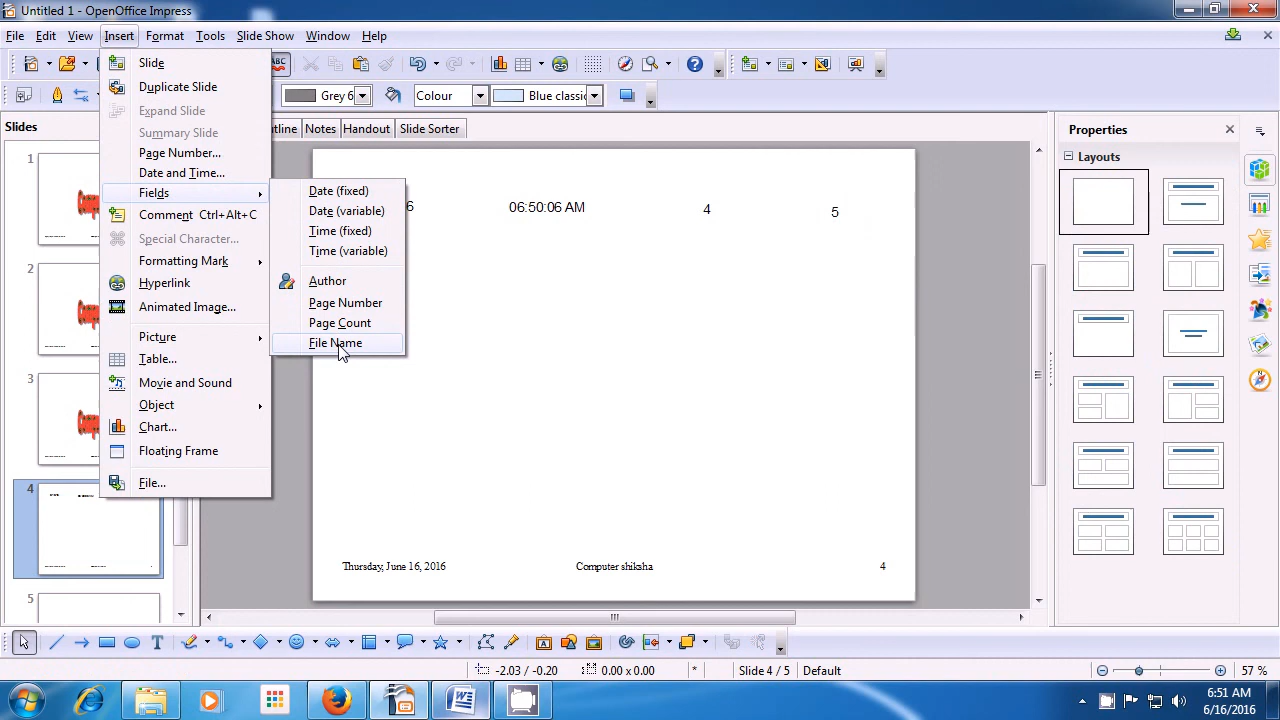 Untitled 1 - OpenOffice Impress
File Edit View Insert Format Tools Slide Show Window Help
ABC
Grey 6 Colour Blue classic
Slides
Outline Notes Handout Slide Sorter
Properties
Layouts
Slide
Duplicate Slide
Expand Slide
Summary Slide
Page Number...
Date and Time...
Fields
Comment Ctrl+Alt+C
Special Character...
Formatting Mark
Hyperlink
Animated Image...
Picture
Table...
Movie and Sound
Object
Chart...
Floating Frame
File...
Date (fixed)
Date (variable)
Time (fixed)
Time (variable)
Author
Page Number
Page Count
File Name
1
2
3
4
5
6 06:50:06 AM 4 5
Thursday, June 16, 2016 Computer shiksha 4
-2.03 / -0.20 0.00 x 0.00 * Slide 4 / 5 Default 57 %
6:51 AM
6/16/2016